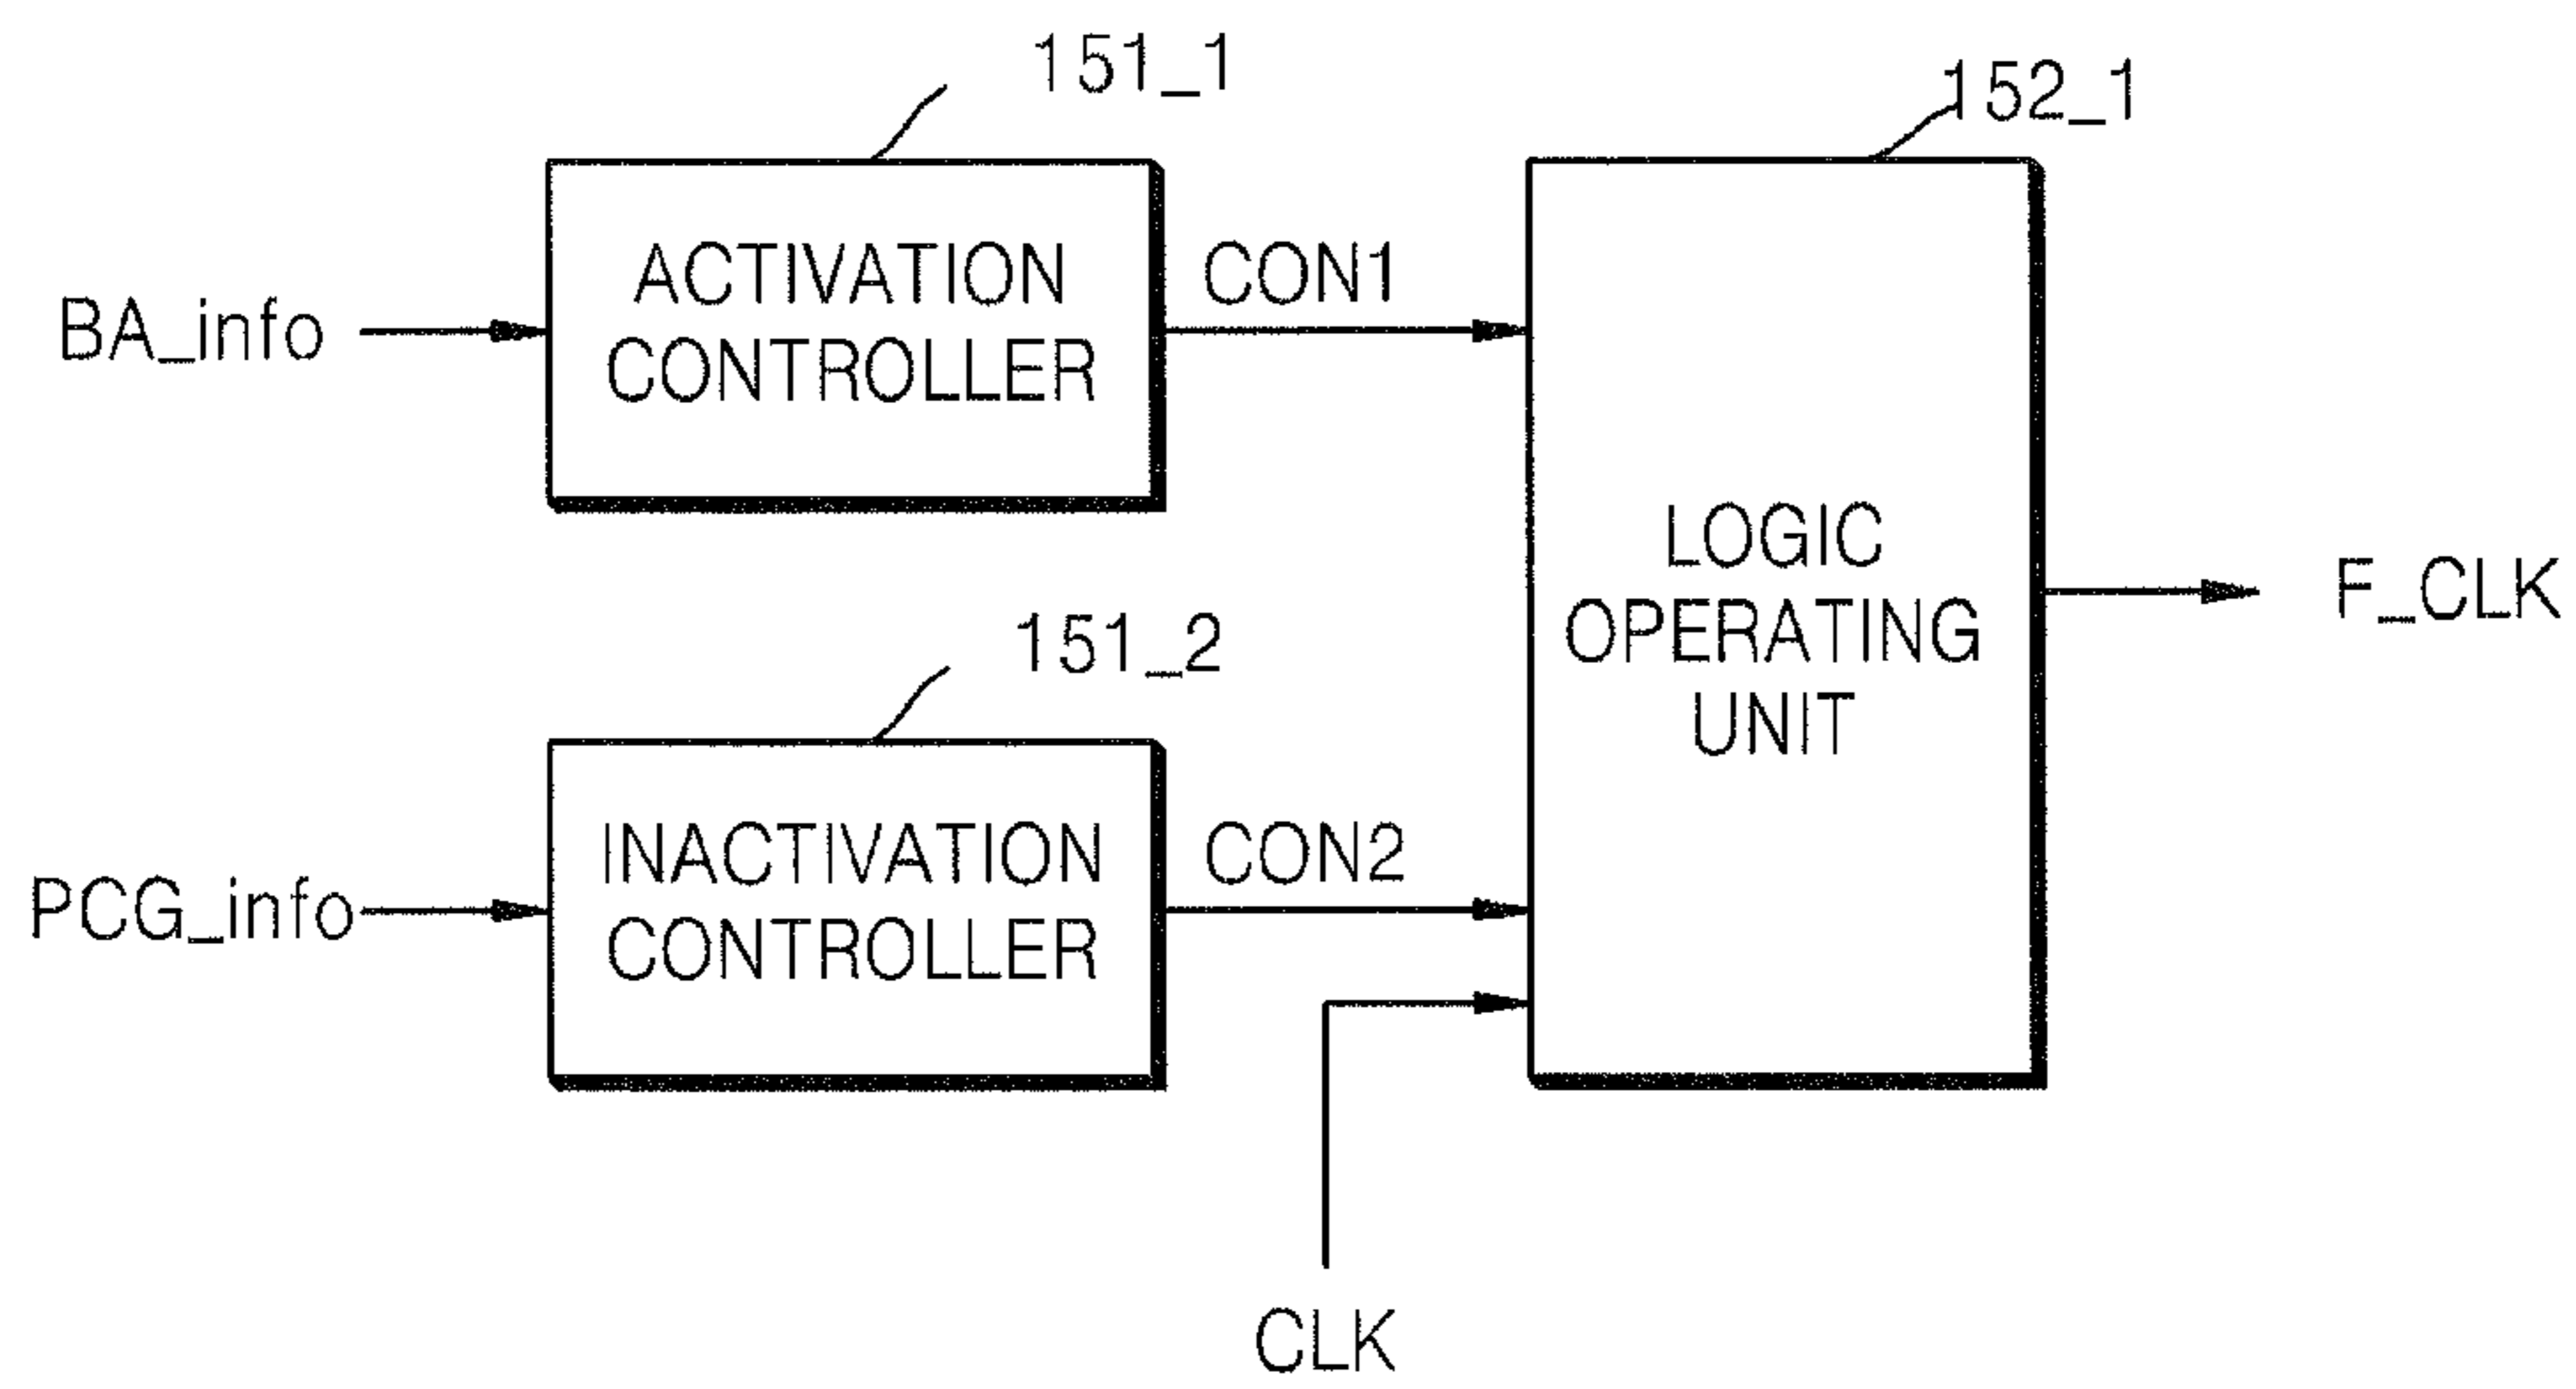 151_1
152_1
BA_info
ACTIVATION
CONTROLLER
CON1
LOGIC
OPERATING
UNIT
F_CLK
151_2
PCG_info
INACTIVATION
CONTROLLER
CON2
CLK